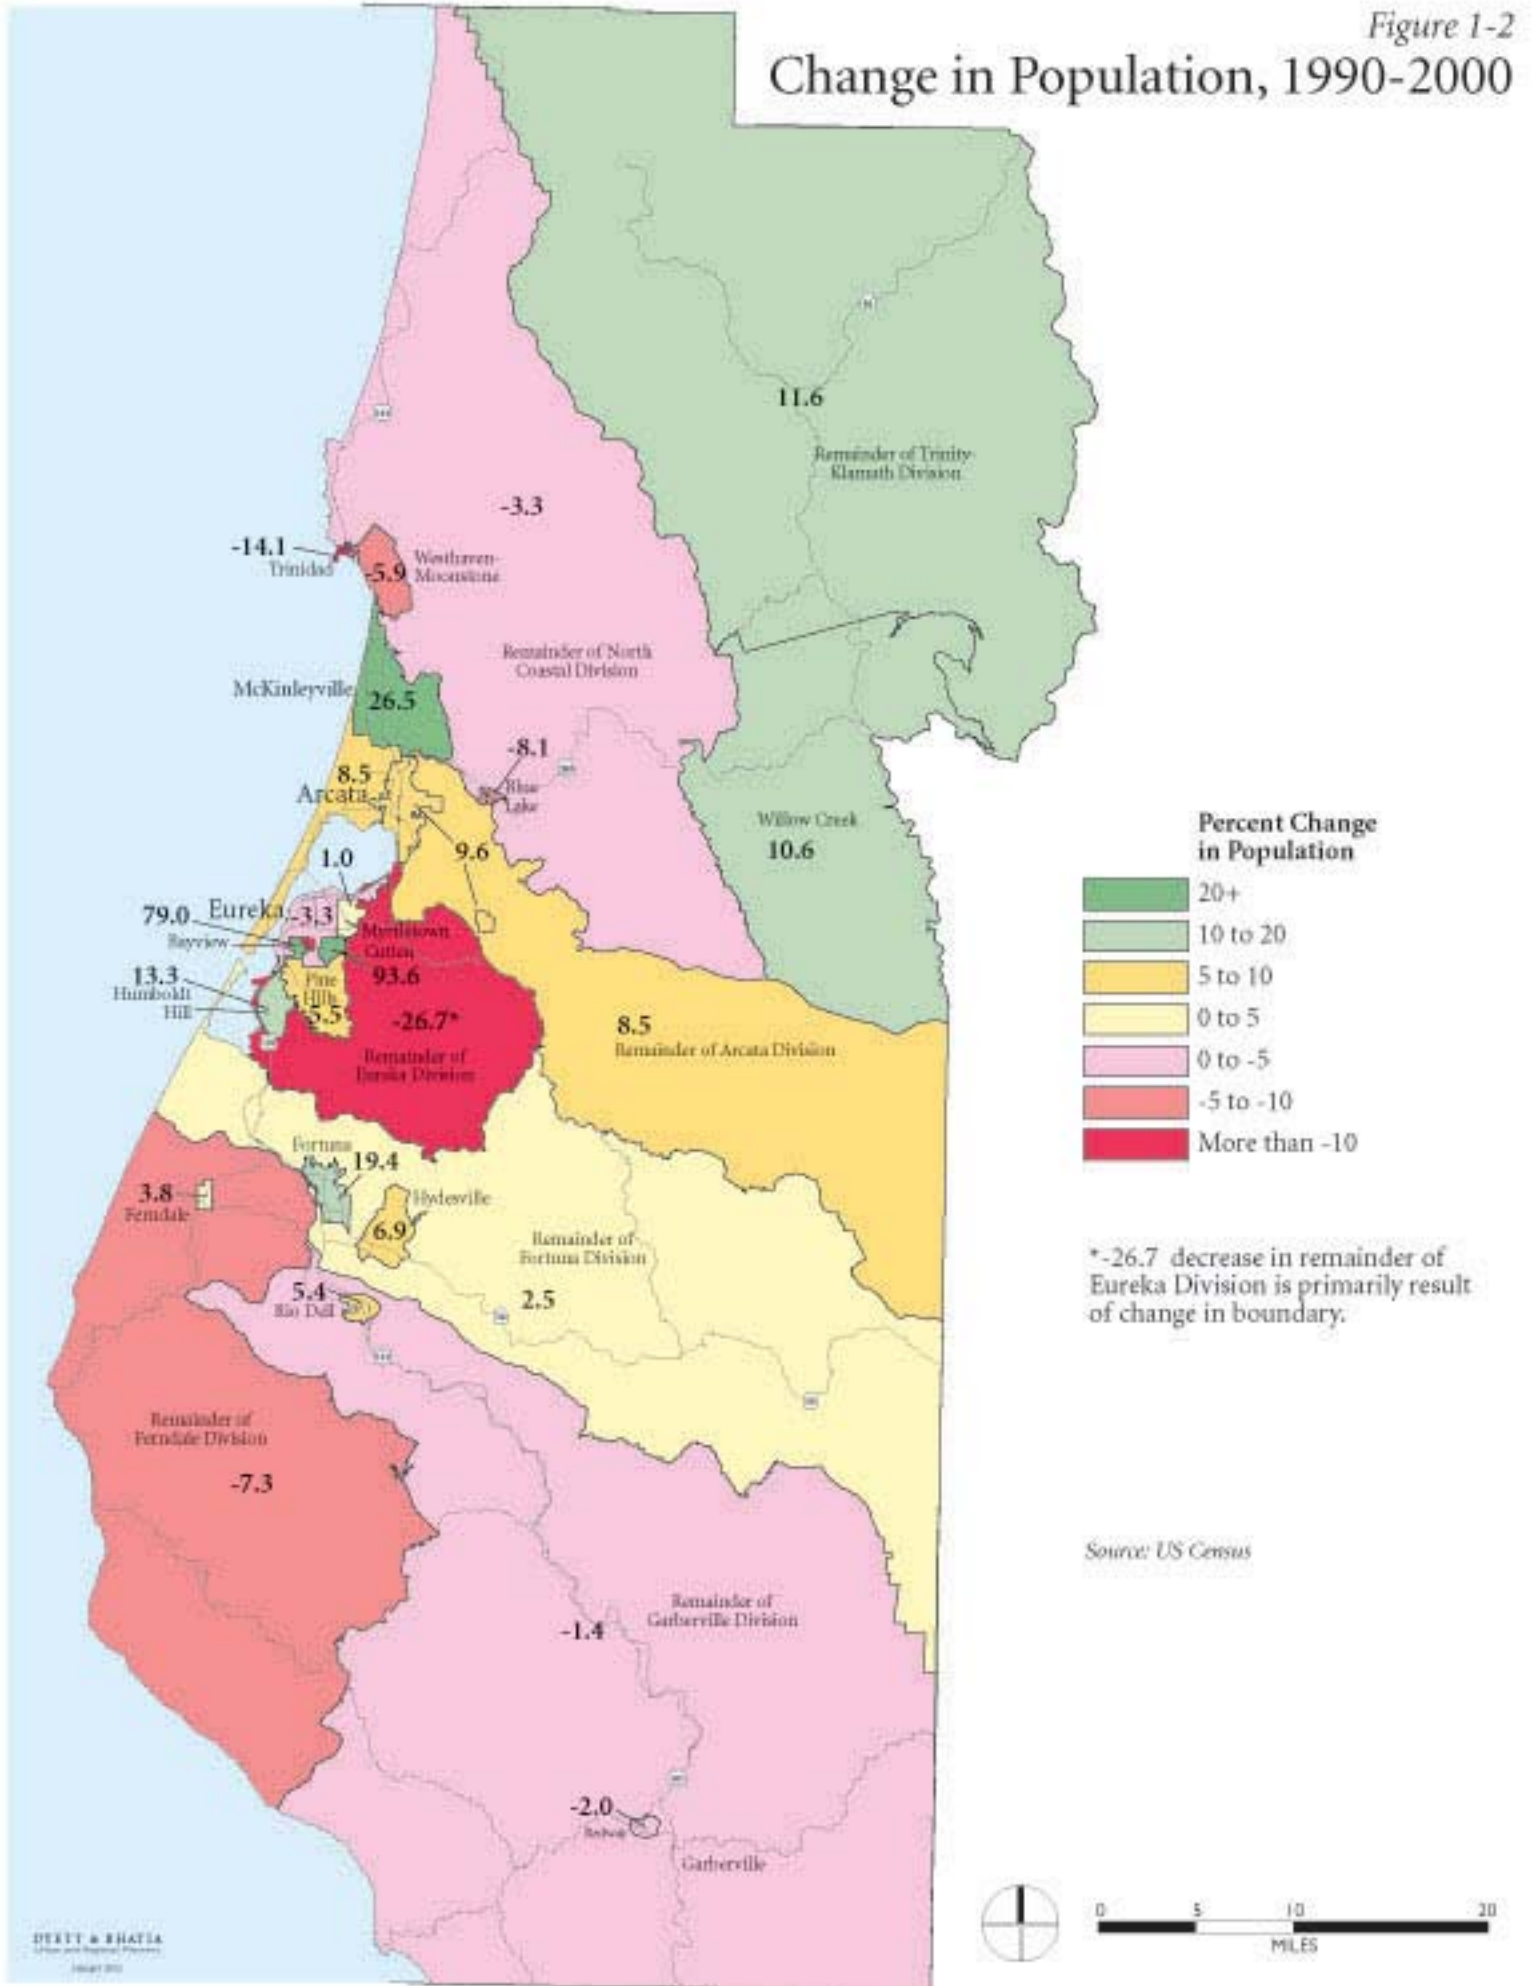 Figure 1-2
Change in Population, 1990-2000
11.6
Remainder of Trinity-
Klamath Division
-3.3
-14.1
Trinidad
-5.9
Westhaven-
Moonstone
Remainder of North
Coastal Division
McKinleyville
26.5
-8.1
Blue
Lake
8.5
Arcata
Willow Creek
10.6
9.6
1.0
79.0
Eureka
-3.3
Bayview
Myrtletown
Cutten
93.6
13.3
Humboldt
Hill
Pine
Hills
5.5
-26.7*
Remainder of
Eureka Division
8.5
Remainder of Arcata Division
Percent Change
in Population
20+
10 to 20
5 to 10
0 to 5
0 to -5
-5 to -10
More than -10
Fortuna
19.4
3.8
Ferndale
Hydesville
6.9
Remainder of
Fortuna Division
2.5
5.4
Rio Dell
*-26.7 decrease in remainder of
Eureka Division is primarily result
of change in boundary.
Remainder of
Ferndale Division
-7.3
Source: US Census
Remainder of
Garberville Division
-1.4
-2.0
Redway
Garberville
0 5 10 20
MILES
DYETT & BHATIA
Urban and Regional Planners